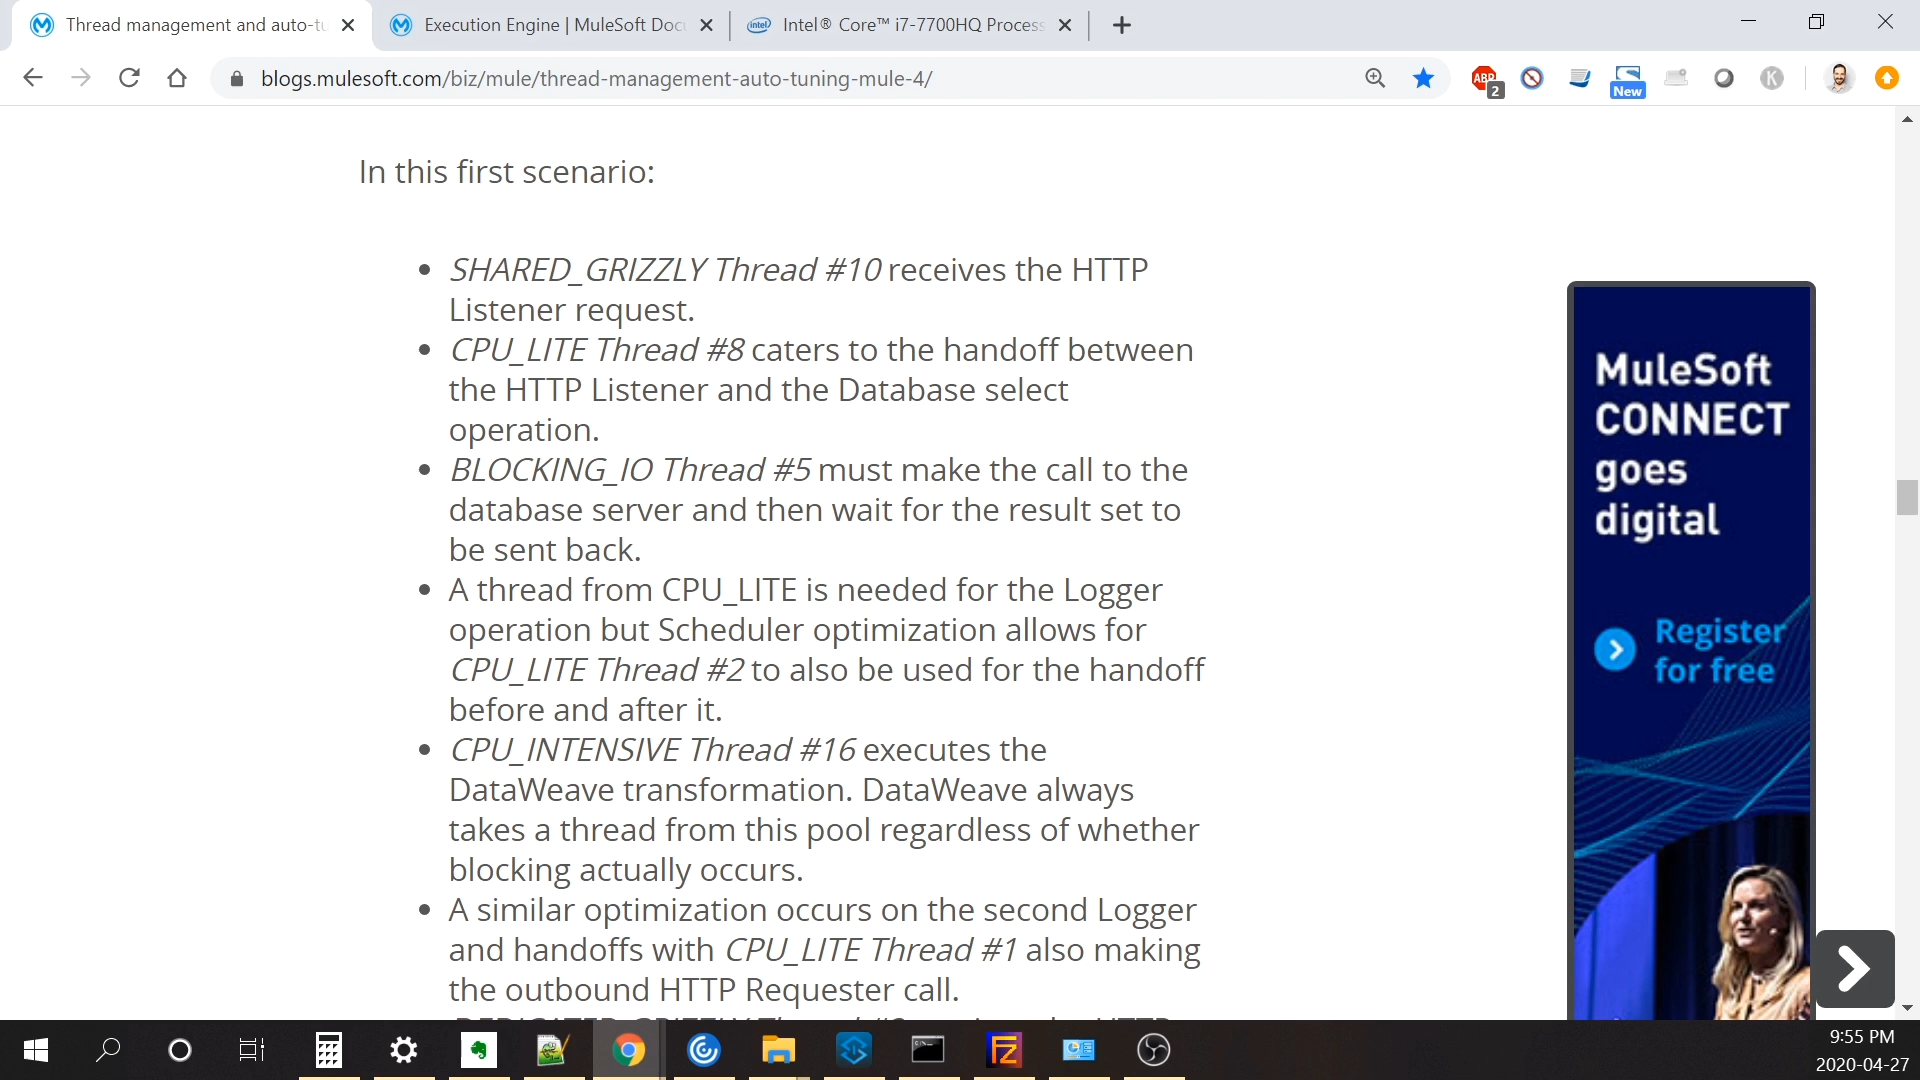 Thread management and auto-tu
Execution Engine | MuleSoft Docu
intel
Intel® Core™ i7-7700HQ Process
blogs.mulesoft.com/biz/mule/thread-management-auto-tuning-mule-4/
ABP
2
New
K
In this first scenario:
SHARED_GRIZZLY Thread #10 receives the HTTP
Listener request.
CPU_LITE Thread #8 caters to the handoff between
the HTTP Listener and the Database select
operation.
BLOCKING_IO Thread #5 must make the call to the
database server and then wait for the result set to
be sent back.
A thread from CPU_LITE is needed for the Logger
operation but Scheduler optimization allows for
CPU_LITE Thread #2 to also be used for the handoff
before and after it.
CPU_INTENSIVE Thread #16 executes the
DataWeave transformation. DataWeave always
takes a thread from this pool regardless of whether
blocking actually occurs.
A similar optimization occurs on the second Logger
and handoffs with CPU_LITE Thread #1 also making
the outbound HTTP Requester call.
MuleSoft
CONNECT
goes
digital
Register
for free
9:55 PM
2020-04-27